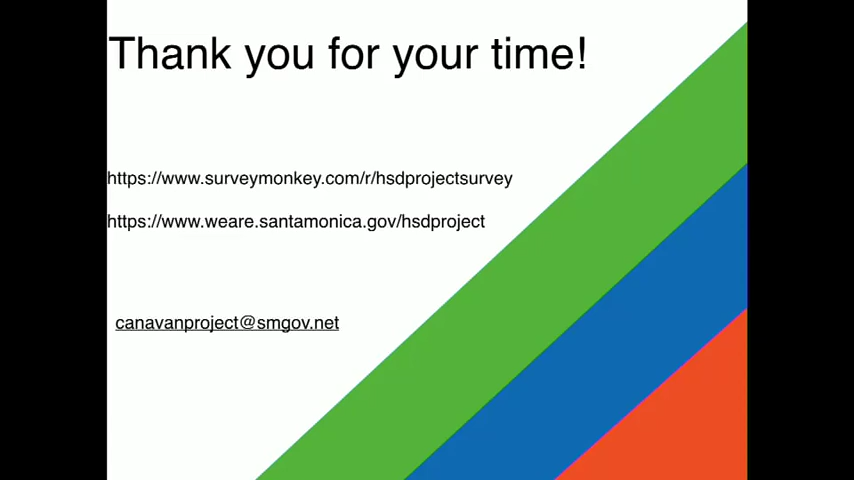 Thank you for your time!
https://www.surveymonkey.com/r/hsdprojectsurvey
https://www.weare.santamonica.gov/hsdproject
canavanproject@smgov.net